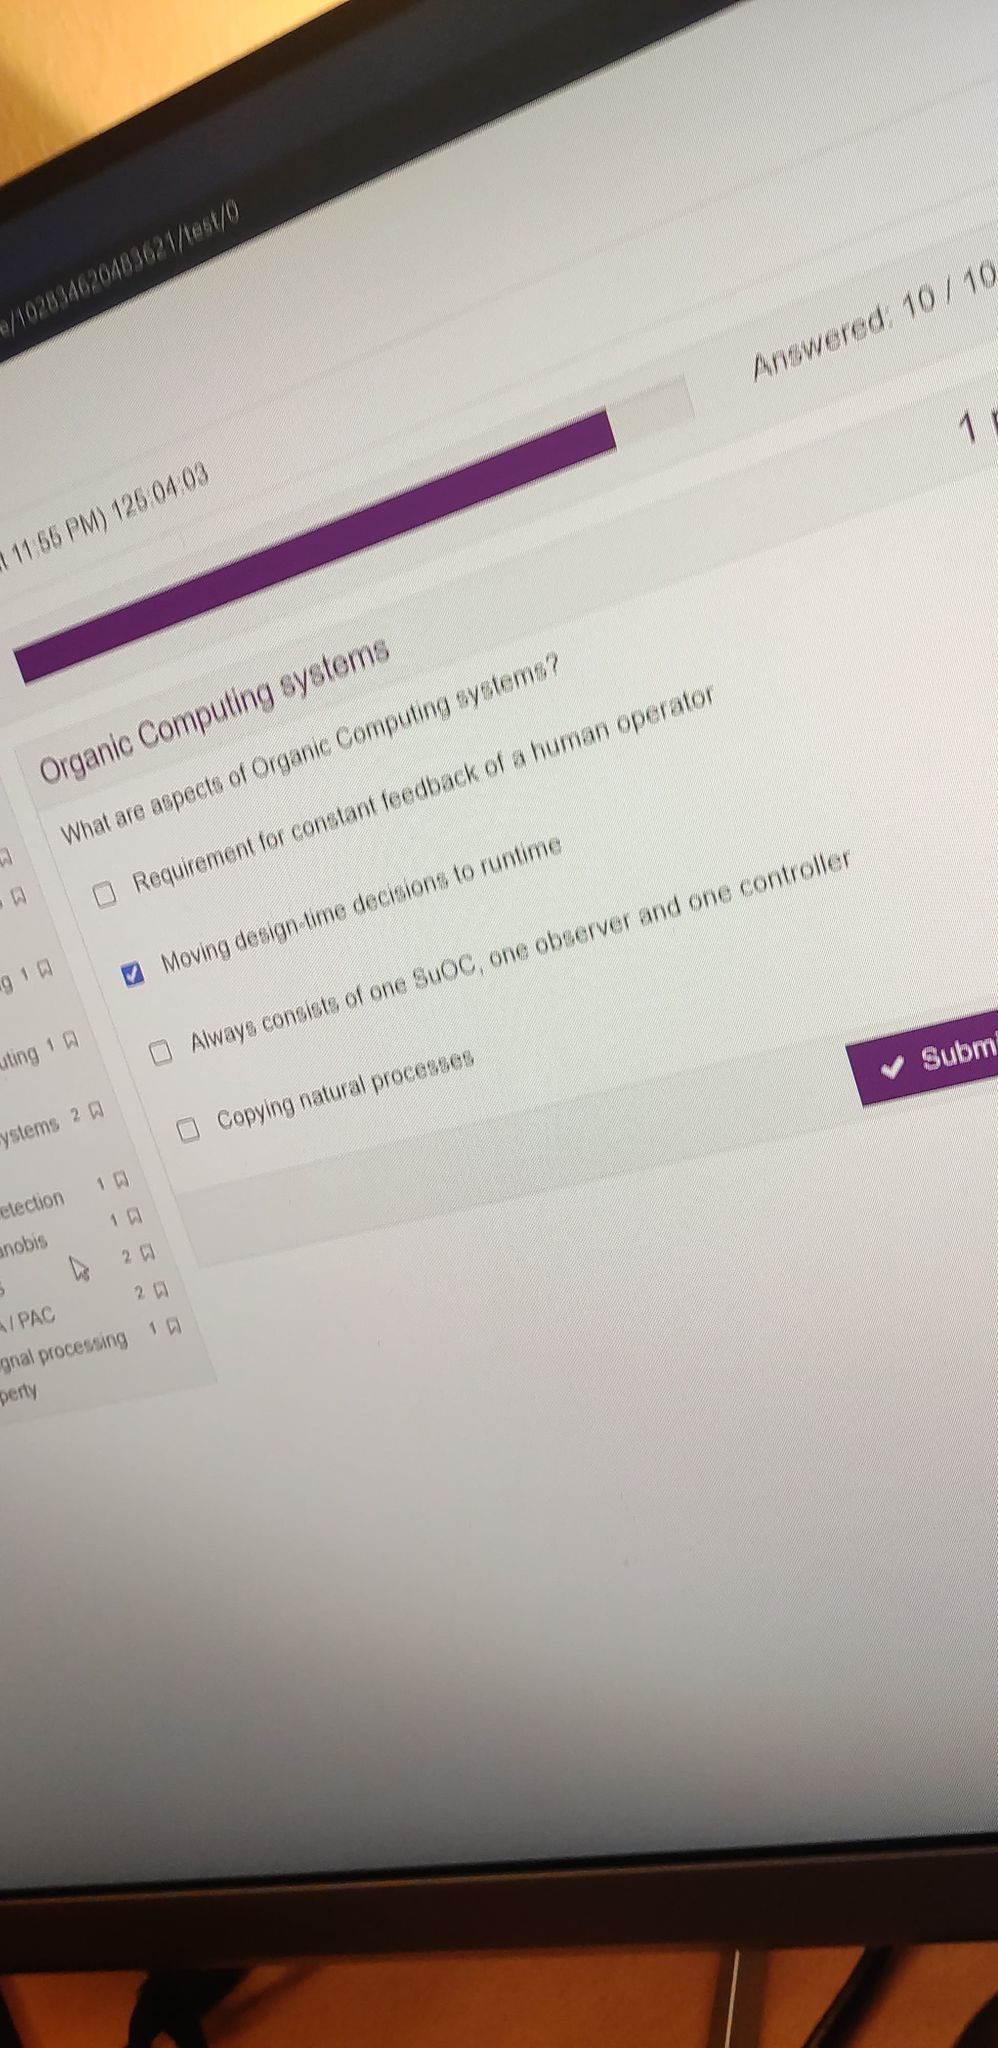 e/102834620483621/test/0
t 11:55 PM) 125:04:03
Answered: 10 / 10
1
Organic Computing systems
What are aspects of Organic Computing systems?
Requirement for constant feedback of a human operator
Moving design-time decisions to runtime
Always consists of one SuOC, one observer and one controller
Copying natural processes
Submi
g 1
uting 1
ystems 2
etection 1
anobis 1
2
A / PAC 2
gnal processing 1
perty